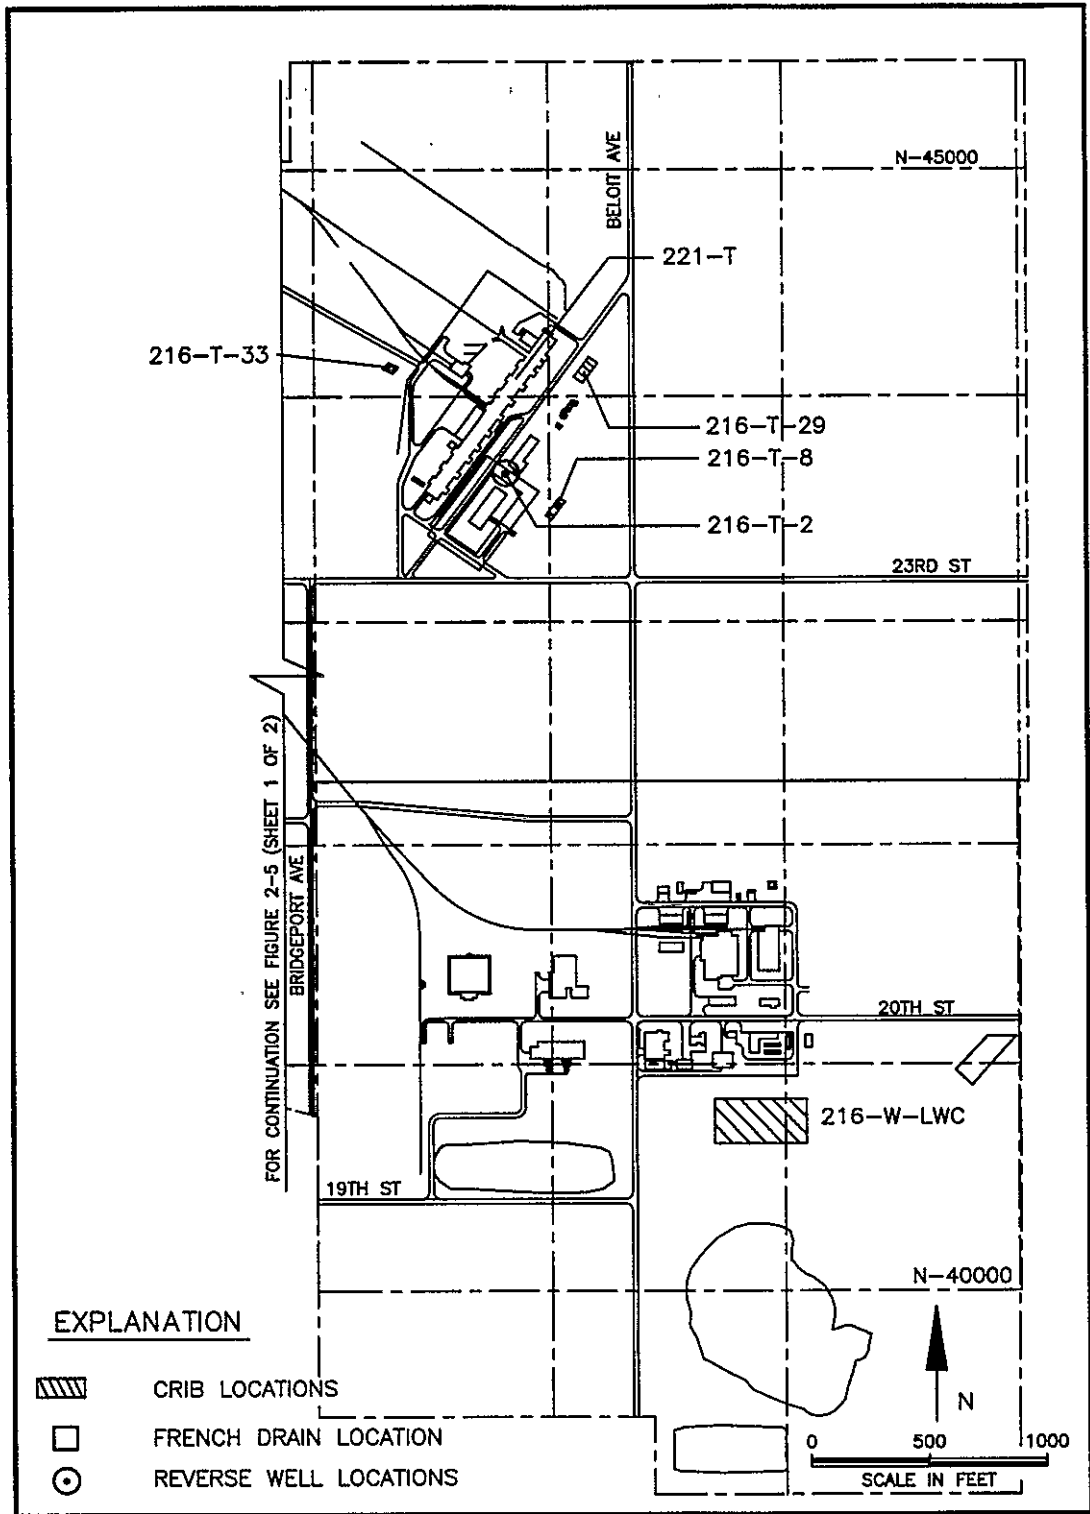 N-45000
BELOIT AVE
221-T
216-T-33
216-T-29
216-T-8
216-T-2
23RD ST
FOR CONTINUATION SEE FIGURE 2-5 (SHEET 1 OF 2)
BRIDGEPORT AVE
20TH ST
216-W-LWC
19TH ST
N-40000
EXPLANATION
CRIB LOCATIONS
FRENCH DRAIN LOCATION
REVERSE WELL LOCATIONS
N
0 500 1000
SCALE IN FEET